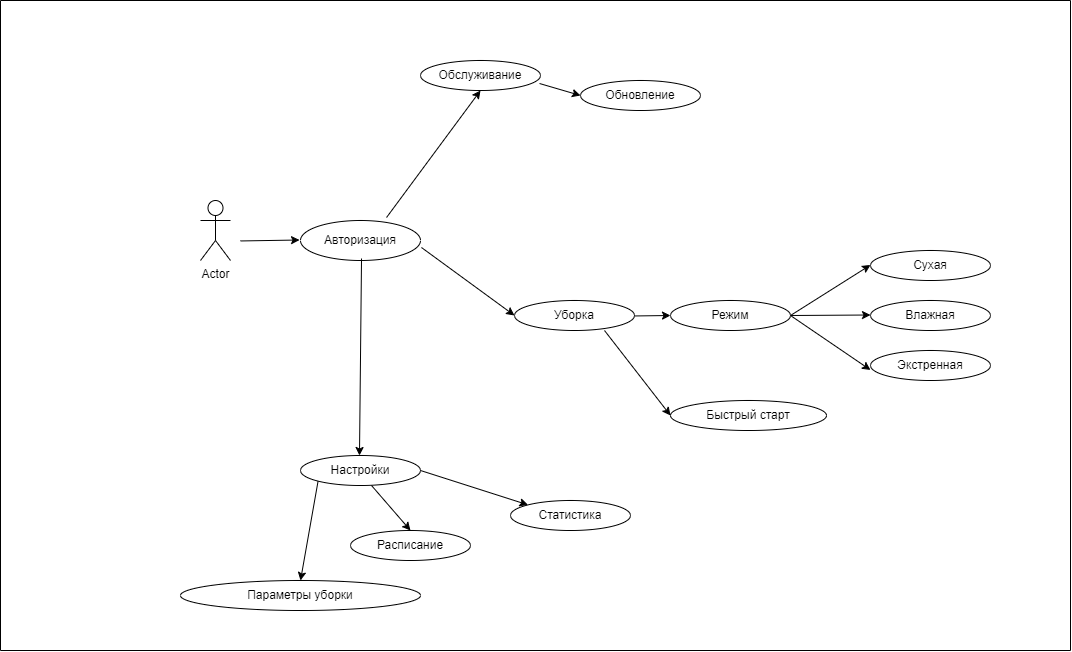 Обслуживание
Обновление
Actor
Авторизация
Уборка
Режим
Сухая
Влажная
Экстренная
Быстрый старт
Настройки
Статистика
Расписание
Параметры уборки